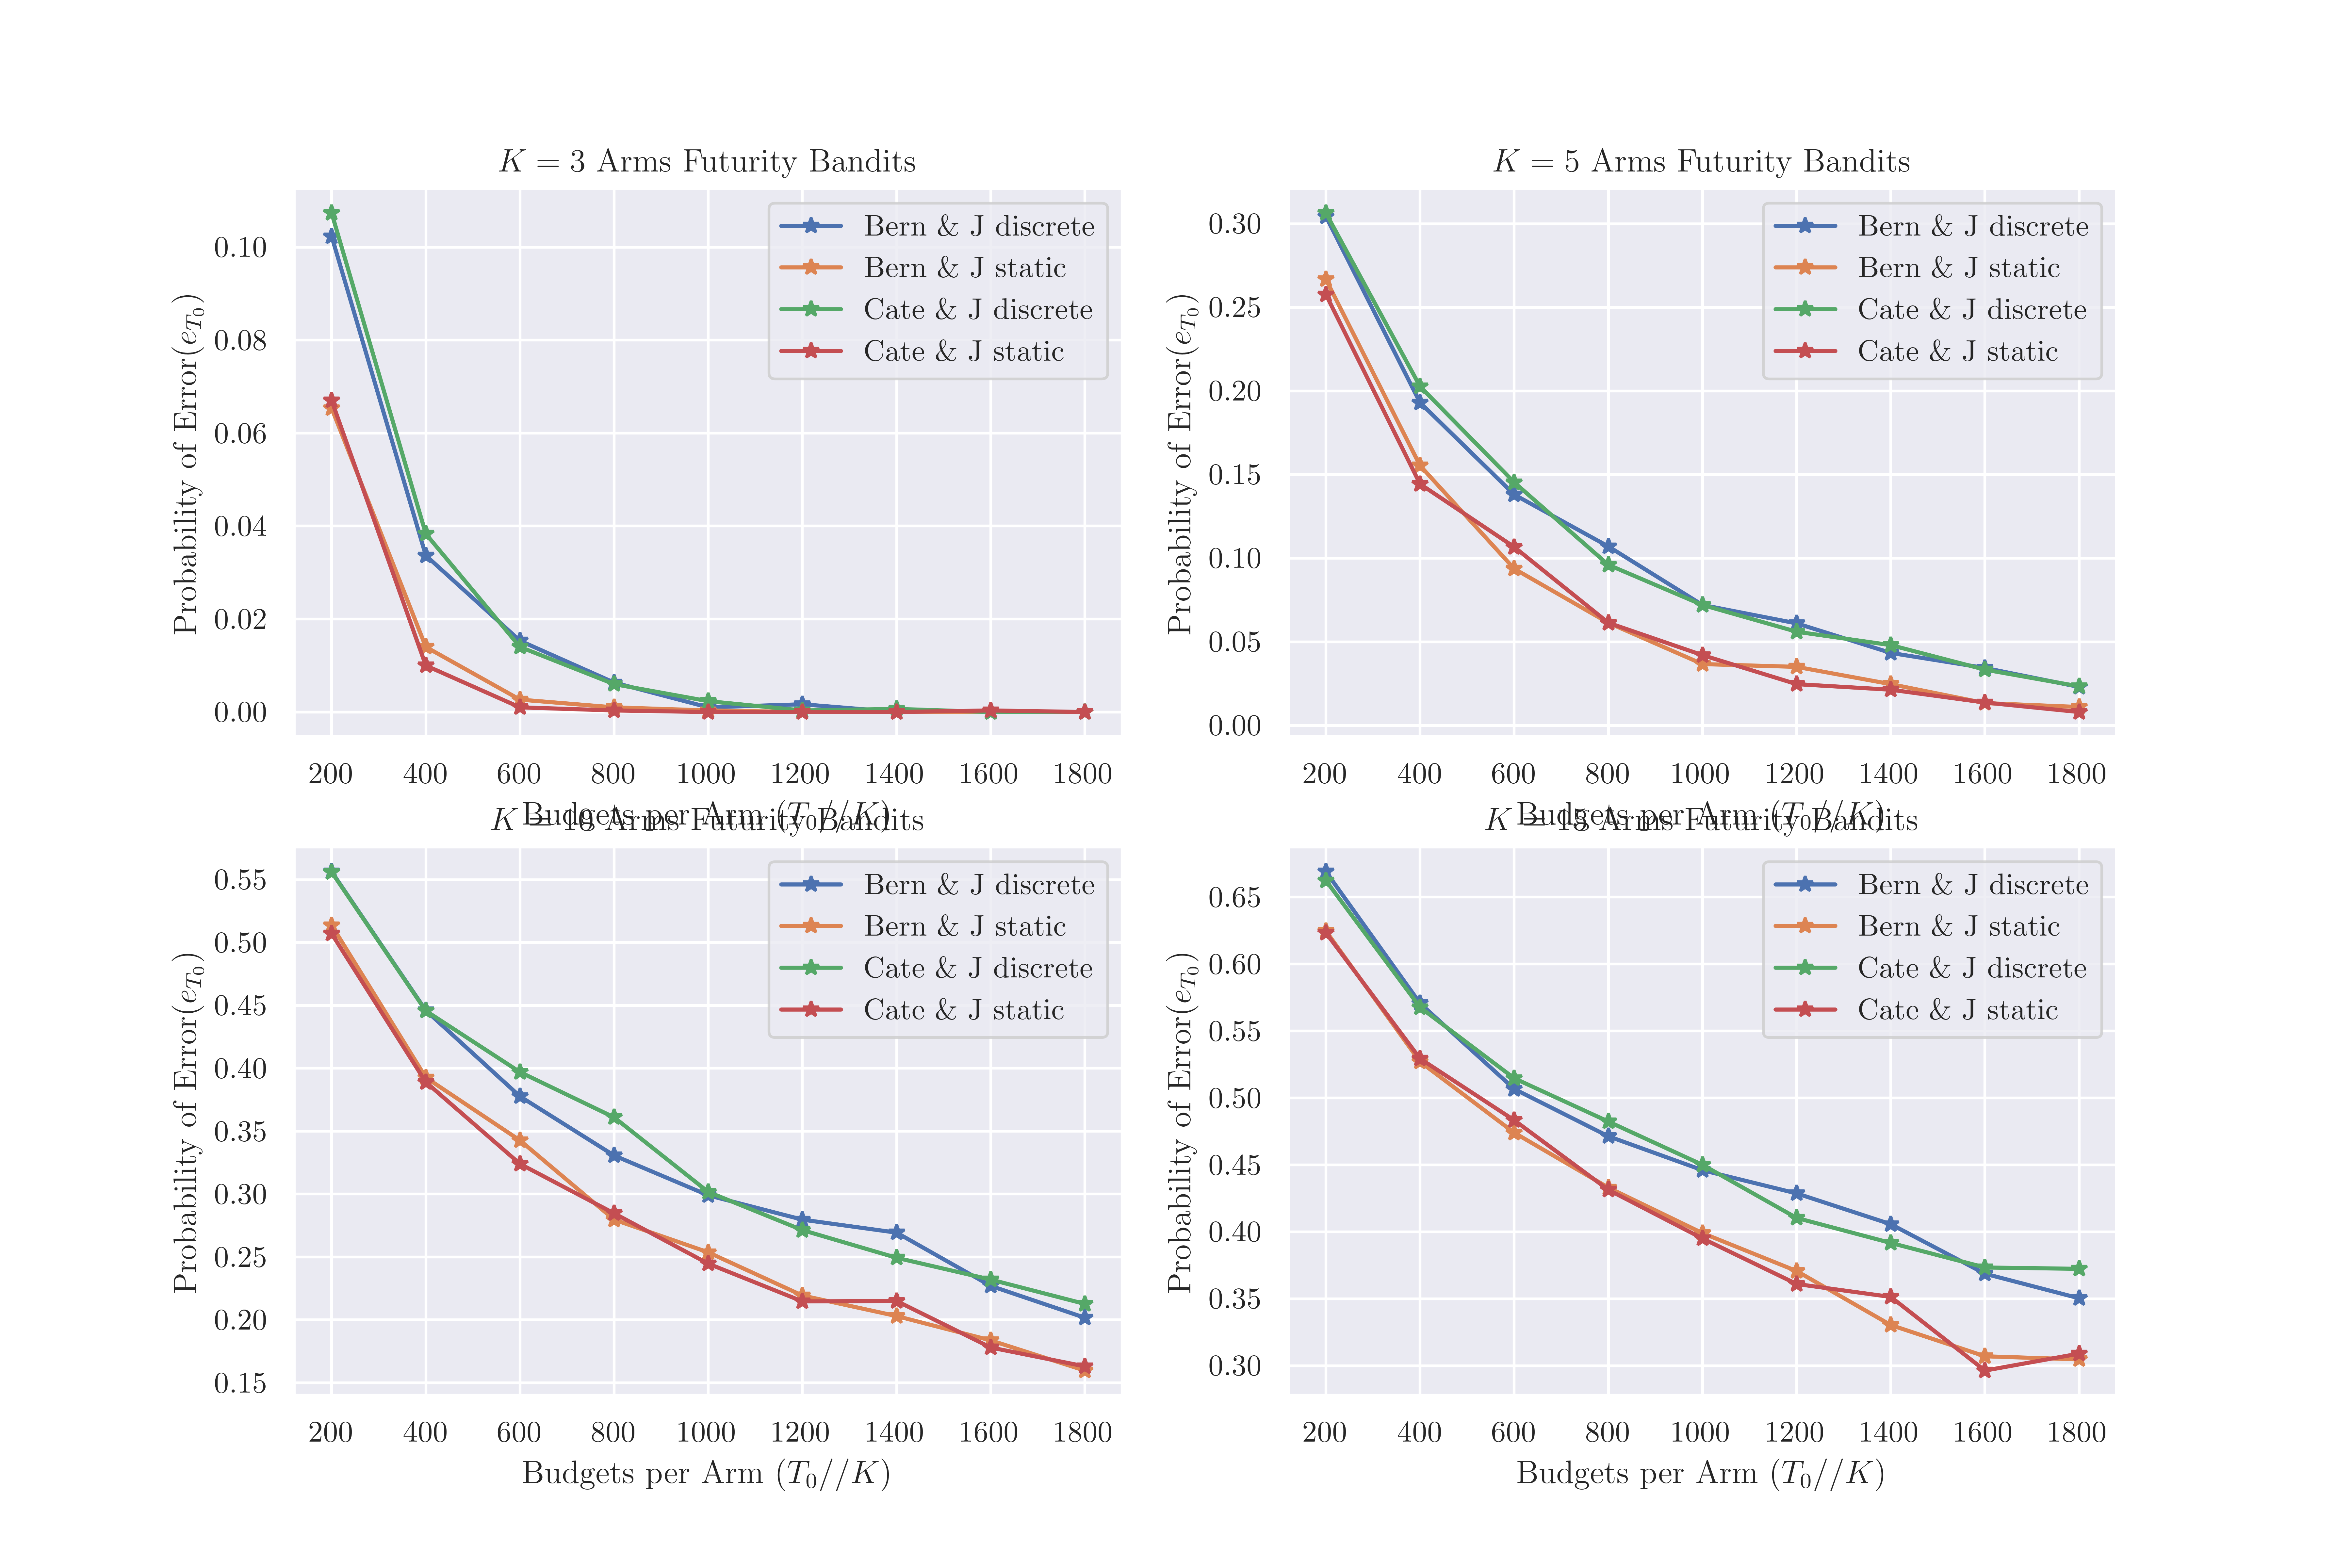 K = 3 Arms Futurity Bandits
Probability of Error(e_{T_0})
0.10
0.08
0.06
0.04
0.02
0.00
Bern & J discrete
Bern & J static
Cate & J discrete
Cate & J static
200 400 600 800 1000 1200 1400 1600 1800
Budgets per Arm (T_0//K)
K = 5 Arms Futurity Bandits
Probability of Error(e_{T_0})
0.30
0.25
0.20
0.15
0.10
0.05
0.00
Bern & J discrete
Bern & J static
Cate & J discrete
Cate & J static
200 400 600 800 1000 1200 1400 1600 1800
Budgets per Arm (T_0//K)
K = 10 Arms Futurity Bandits
Probability of Error(e_{T_0})
0.55
0.50
0.45
0.40
0.35
0.30
0.25
0.20
0.15
Bern & J discrete
Bern & J static
Cate & J discrete
Cate & J static
200 400 600 800 1000 1200 1400 1600 1800
Budgets per Arm (T_0//K)
K = 15 Arms Futurity Bandits
Probability of Error(e_{T_0})
0.65
0.60
0.55
0.50
0.45
0.40
0.35
0.30
Bern & J discrete
Bern & J static
Cate & J discrete
Cate & J static
200 400 600 800 1000 1200 1400 1600 1800
Budgets per Arm (T_0//K)